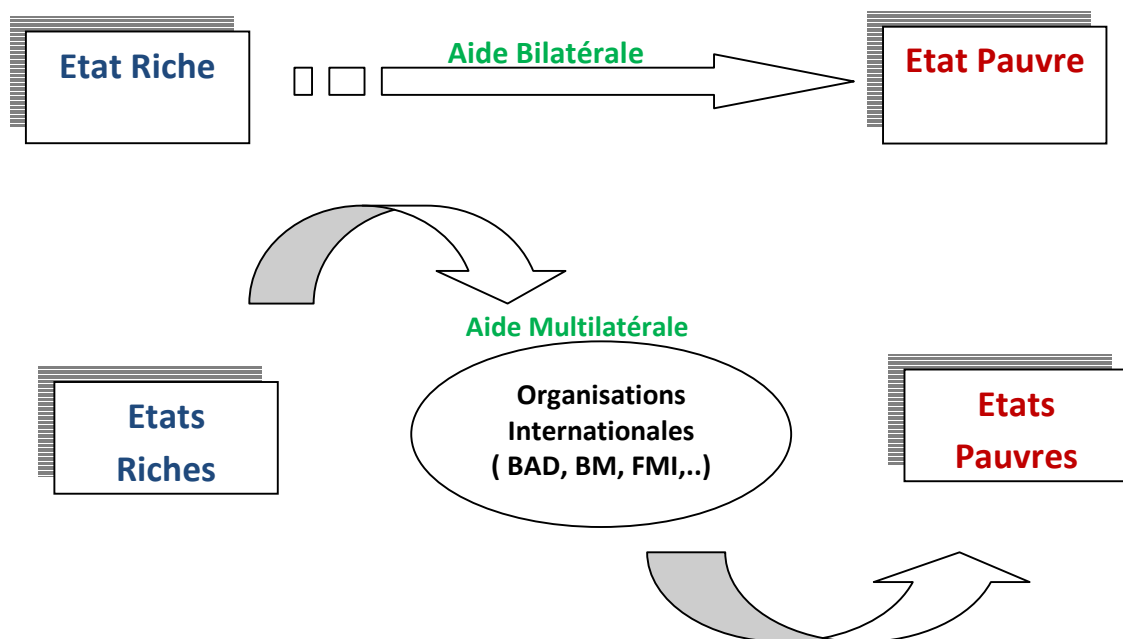 Etat Riche
Aide Bilatérale
Etat Pauvre
Aide Multilatérale
Etats
Riches
Organisations
Internationales
( BAD, BM, FMI,..)
Etats
Pauvres